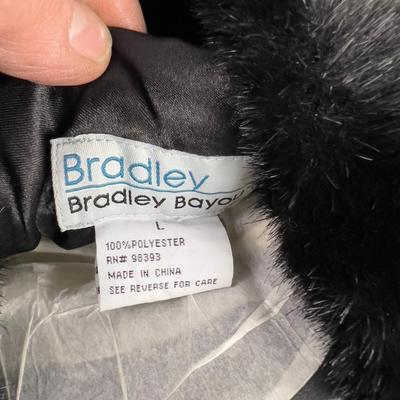 Bradley
Bradley Bayou
L
100%POLYESTER
RN# 98393
MADE IN CHINA
SEE REVERSE FOR CARE